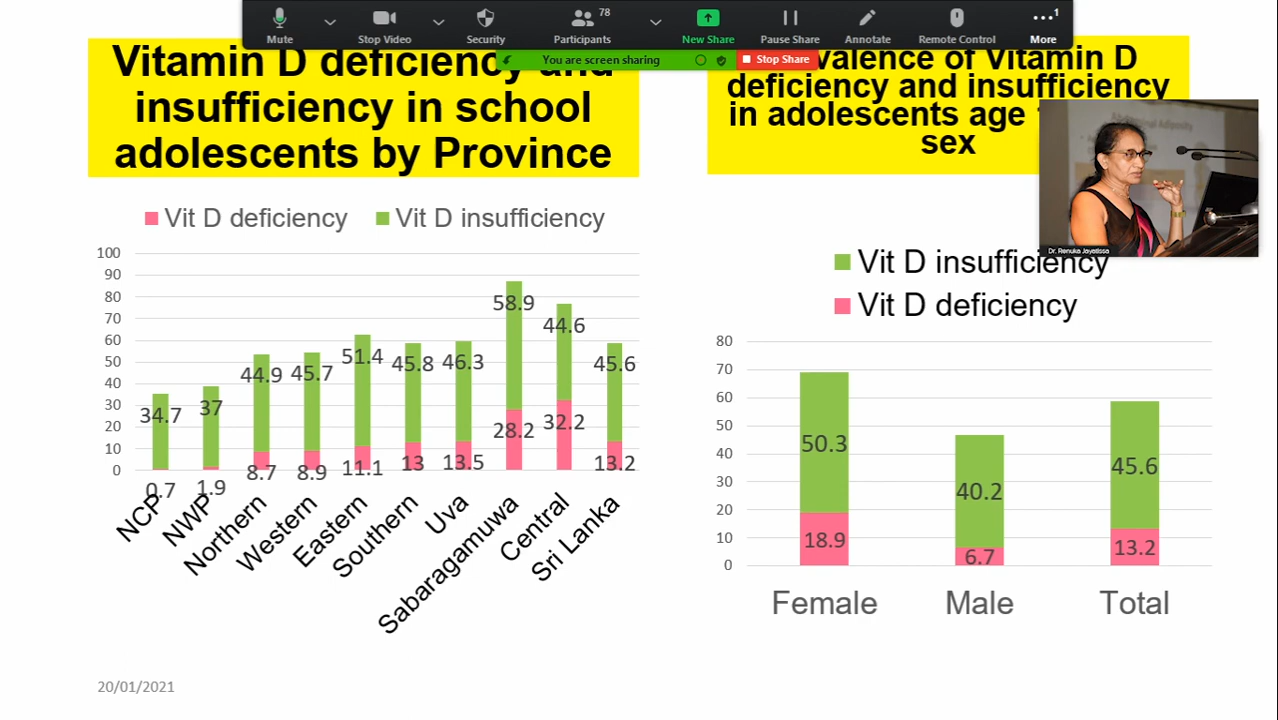 78
1
Mute
Stop Video
Security
Participants
New Share
Pause Share
Annotate
Remote Control
More
You are screen sharing
Stop Share
Vitamin D deficiency and
insufficiency in school
adolescents by Province
Vit D deficiency
Vit D insufficiency
100
90
80
70
60
50
40
30
20
10
0
34.7
37
44.9
45.7
51.4
45.8
46.3
58.9
44.6
45.6
0.7
1.9
8.7
8.9
11.1
13
13.5
28.2
32.2
13.2
NCP
NWP
Northern
Western
Eastern
Southern
Uva
Sabaragamuwa
Central
Sri Lanka
of Vitamin D
deficiency and insufficiency
in adolescents age
sex
Dr. Renuka Jayatissa
Vit D insufficiency
Vit D deficiency
80
70
60
50
40
30
20
10
0
50.3
40.2
45.6
18.9
6.7
13.2
Female
Male
Total
20/01/2021